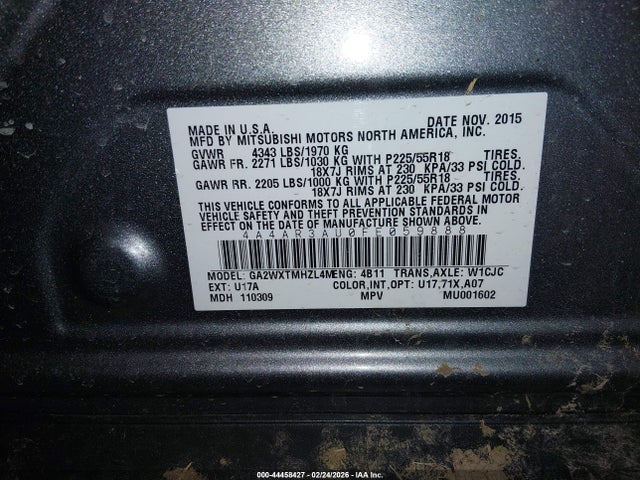 MADE IN U.S.A. DATE NOV. 2015
MFD BY MITSUBISHI MOTORS NORTH AMERICA, INC.
GVWR 4343 LBS/1970 KG
GAWR FR. 2271 LBS/1030 KG WITH P225/55R18 TIRES.
18X7J RIMS AT 230 KPA/33 PSI COLD.
GAWR RR. 2205 LBS/1000 KG WITH P225/55R18 TIRES.
18X7J RIMS AT 230 KPA/33 PSI COLD.
THIS VEHICLE CONFORMS TO ALL APPLICABLE FEDERAL MOTOR
VEHICLE SAFETY AND THEFT PREVENTION STANDARDS IN
EFFECT ON THE DATE OF MANUFACTURE SHOWN ABOVE.
4A4AR3AU0FE059888
MODEL: GA2WXTMHZL4M ENG: 4B11 TRANS,AXLE: W1CJC
EXT: U17A COLOR,INT,OPT: U17,71X,A07
MDH 110309 MPV MU001602
000-44458427 - 02/24/2026 - IAA Inc.